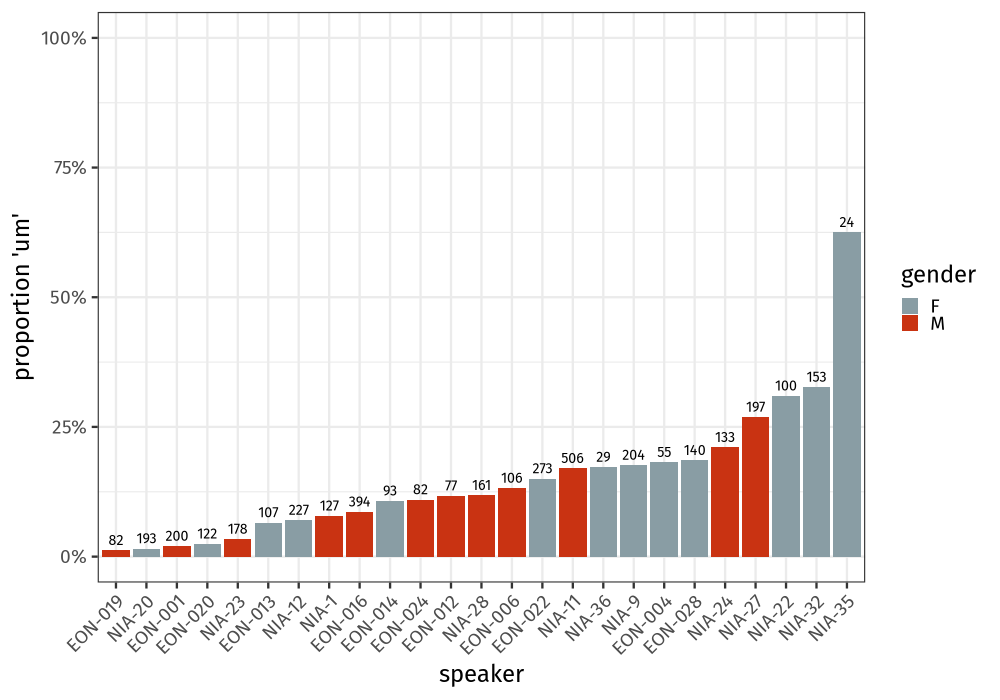 100%
75%
50%
25%
0%
proportion 'um'
82 193 200 122 178 107 227 127 394 93 82 77 161 106 273 506 29 204 55 140 133 197 100 153 24
EON-019 NIA-20 EON-001 EON-020 NIA-23 EON-013 NIA-12 NIA-1 EON-016 EON-014 EON-024 EON-012 NIA-28 EON-006 EON-022 NIA-11 NIA-36 NIA-9 EON-004 EON-028 NIA-24 NIA-27 NIA-22 NIA-32 NIA-35
speaker
gender
F
M